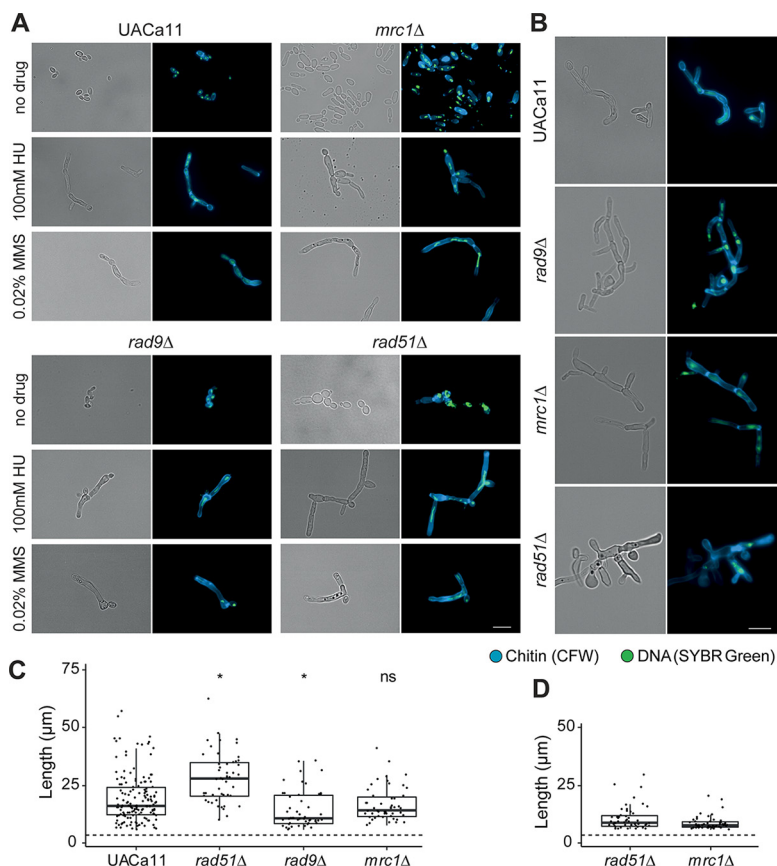 A
UACa11
mrc1Δ
no drug
100mM HU
0.02% MMS
rad9Δ
rad51Δ
no drug
100mM HU
0.02% MMS
B
UACa11
rad9Δ
mrc1Δ
rad51Δ
Chitin (CFW)
DNA (SYBR Green)
C
Length (µm)
75
50
25
0
* * ns
UACa11 rad51Δ rad9Δ mrc1Δ
D
Length (µm)
50
25
0
rad51Δ mrc1Δ